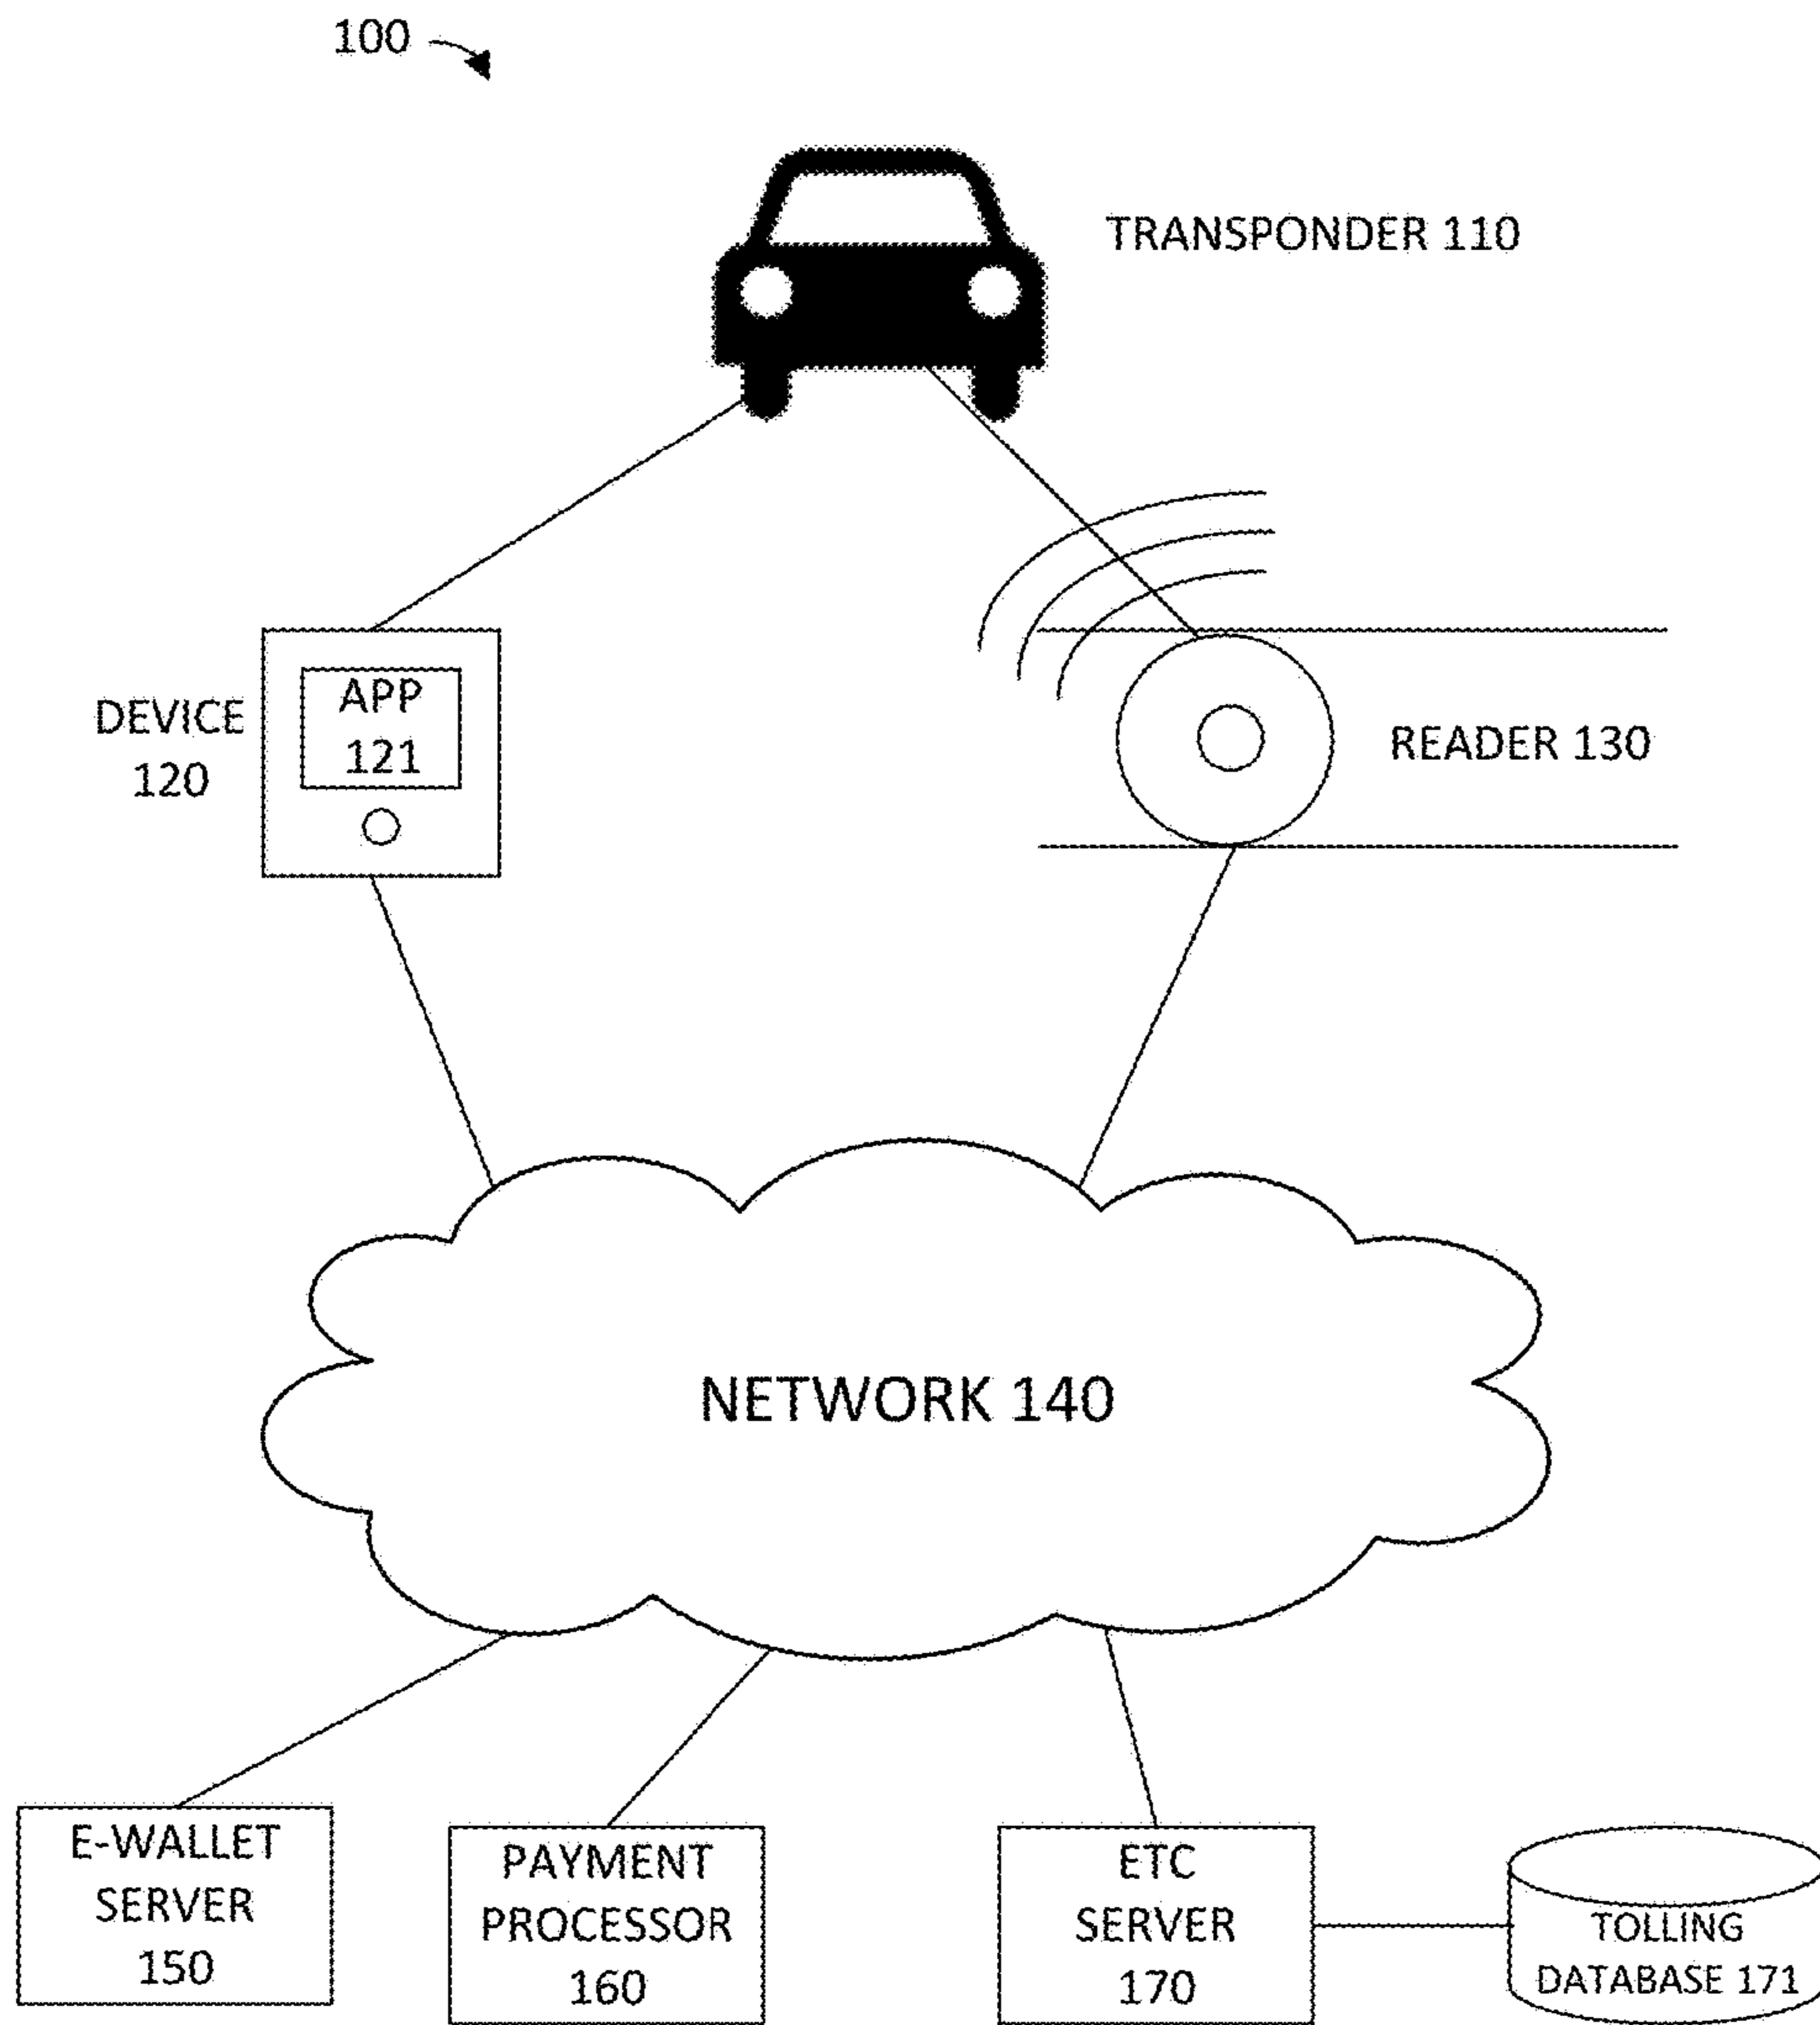 100
TRANSPONDER 110
DEVICE
120
APP
121
READER 130
NETWORK 140
E-WALLET
SERVER
150
PAYMENT
PROCESSOR
160
ETC
SERVER
170
TOLLING
DATABASE 171